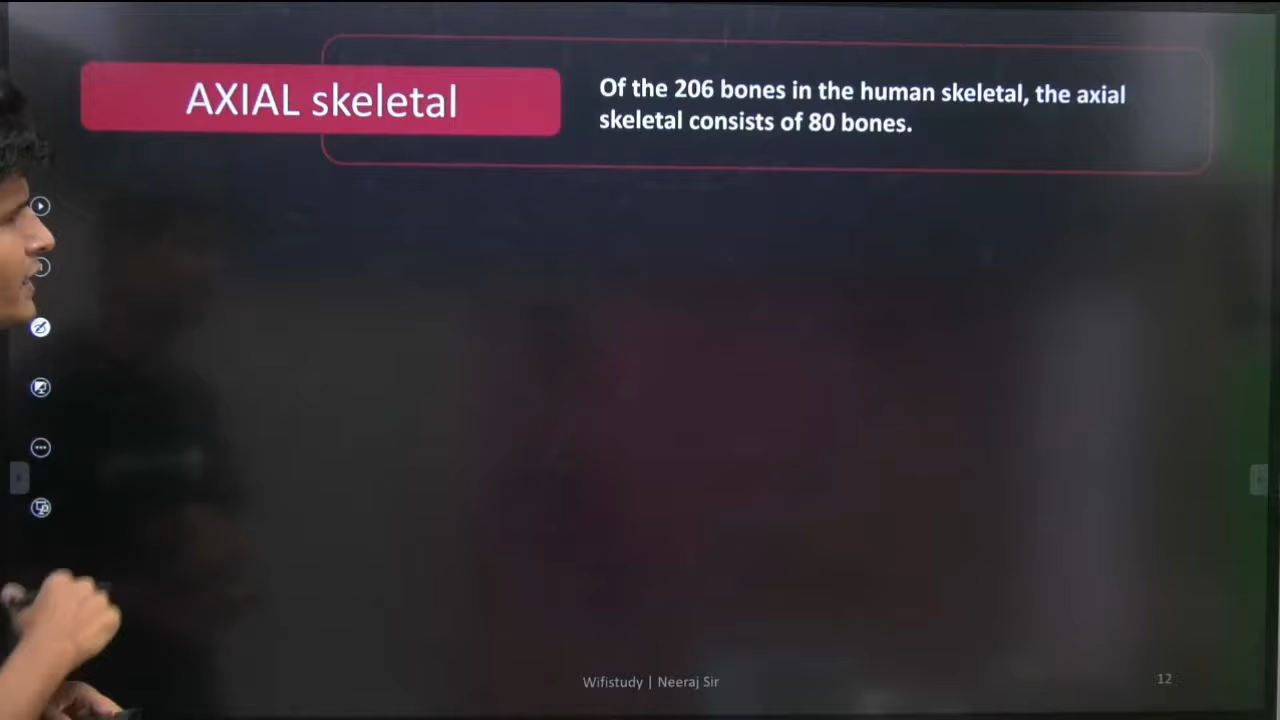 AXIAL skeletal
Of the 206 bones in the human skeletal, the axial
skeletal consists of 80 bones.
Wifistudy | Neeraj Sir
12